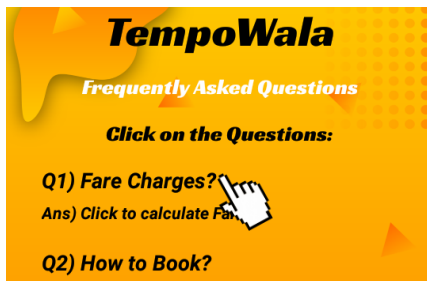 TempoWala
Frequently Asked Questions
Click on the Questions:
Q1) Fare Charges?
Ans) Click to calculate
Q2) How to Book?